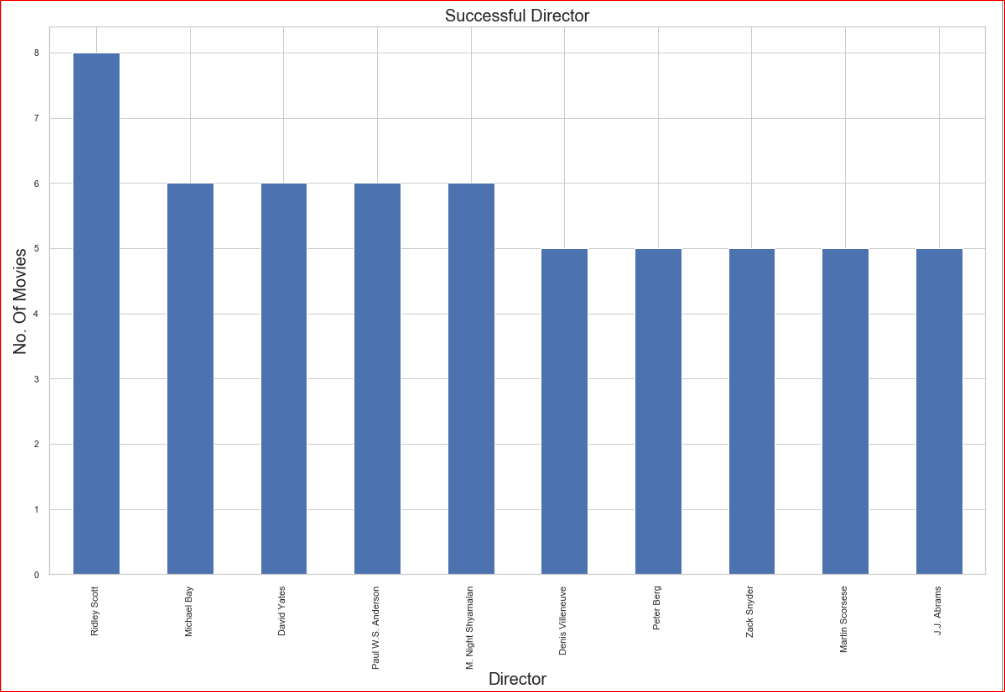 Successful Director
No. Of Movies
8
7
6
5
4
3
2
1
0
Ridley Scott
Michael Bay
David Yates
Paul W.S. Anderson
M. Night Shyamalan
Denis Villeneuve
Peter Berg
Zack Snyder
Martin Scorsese
J.J. Abrams
Director